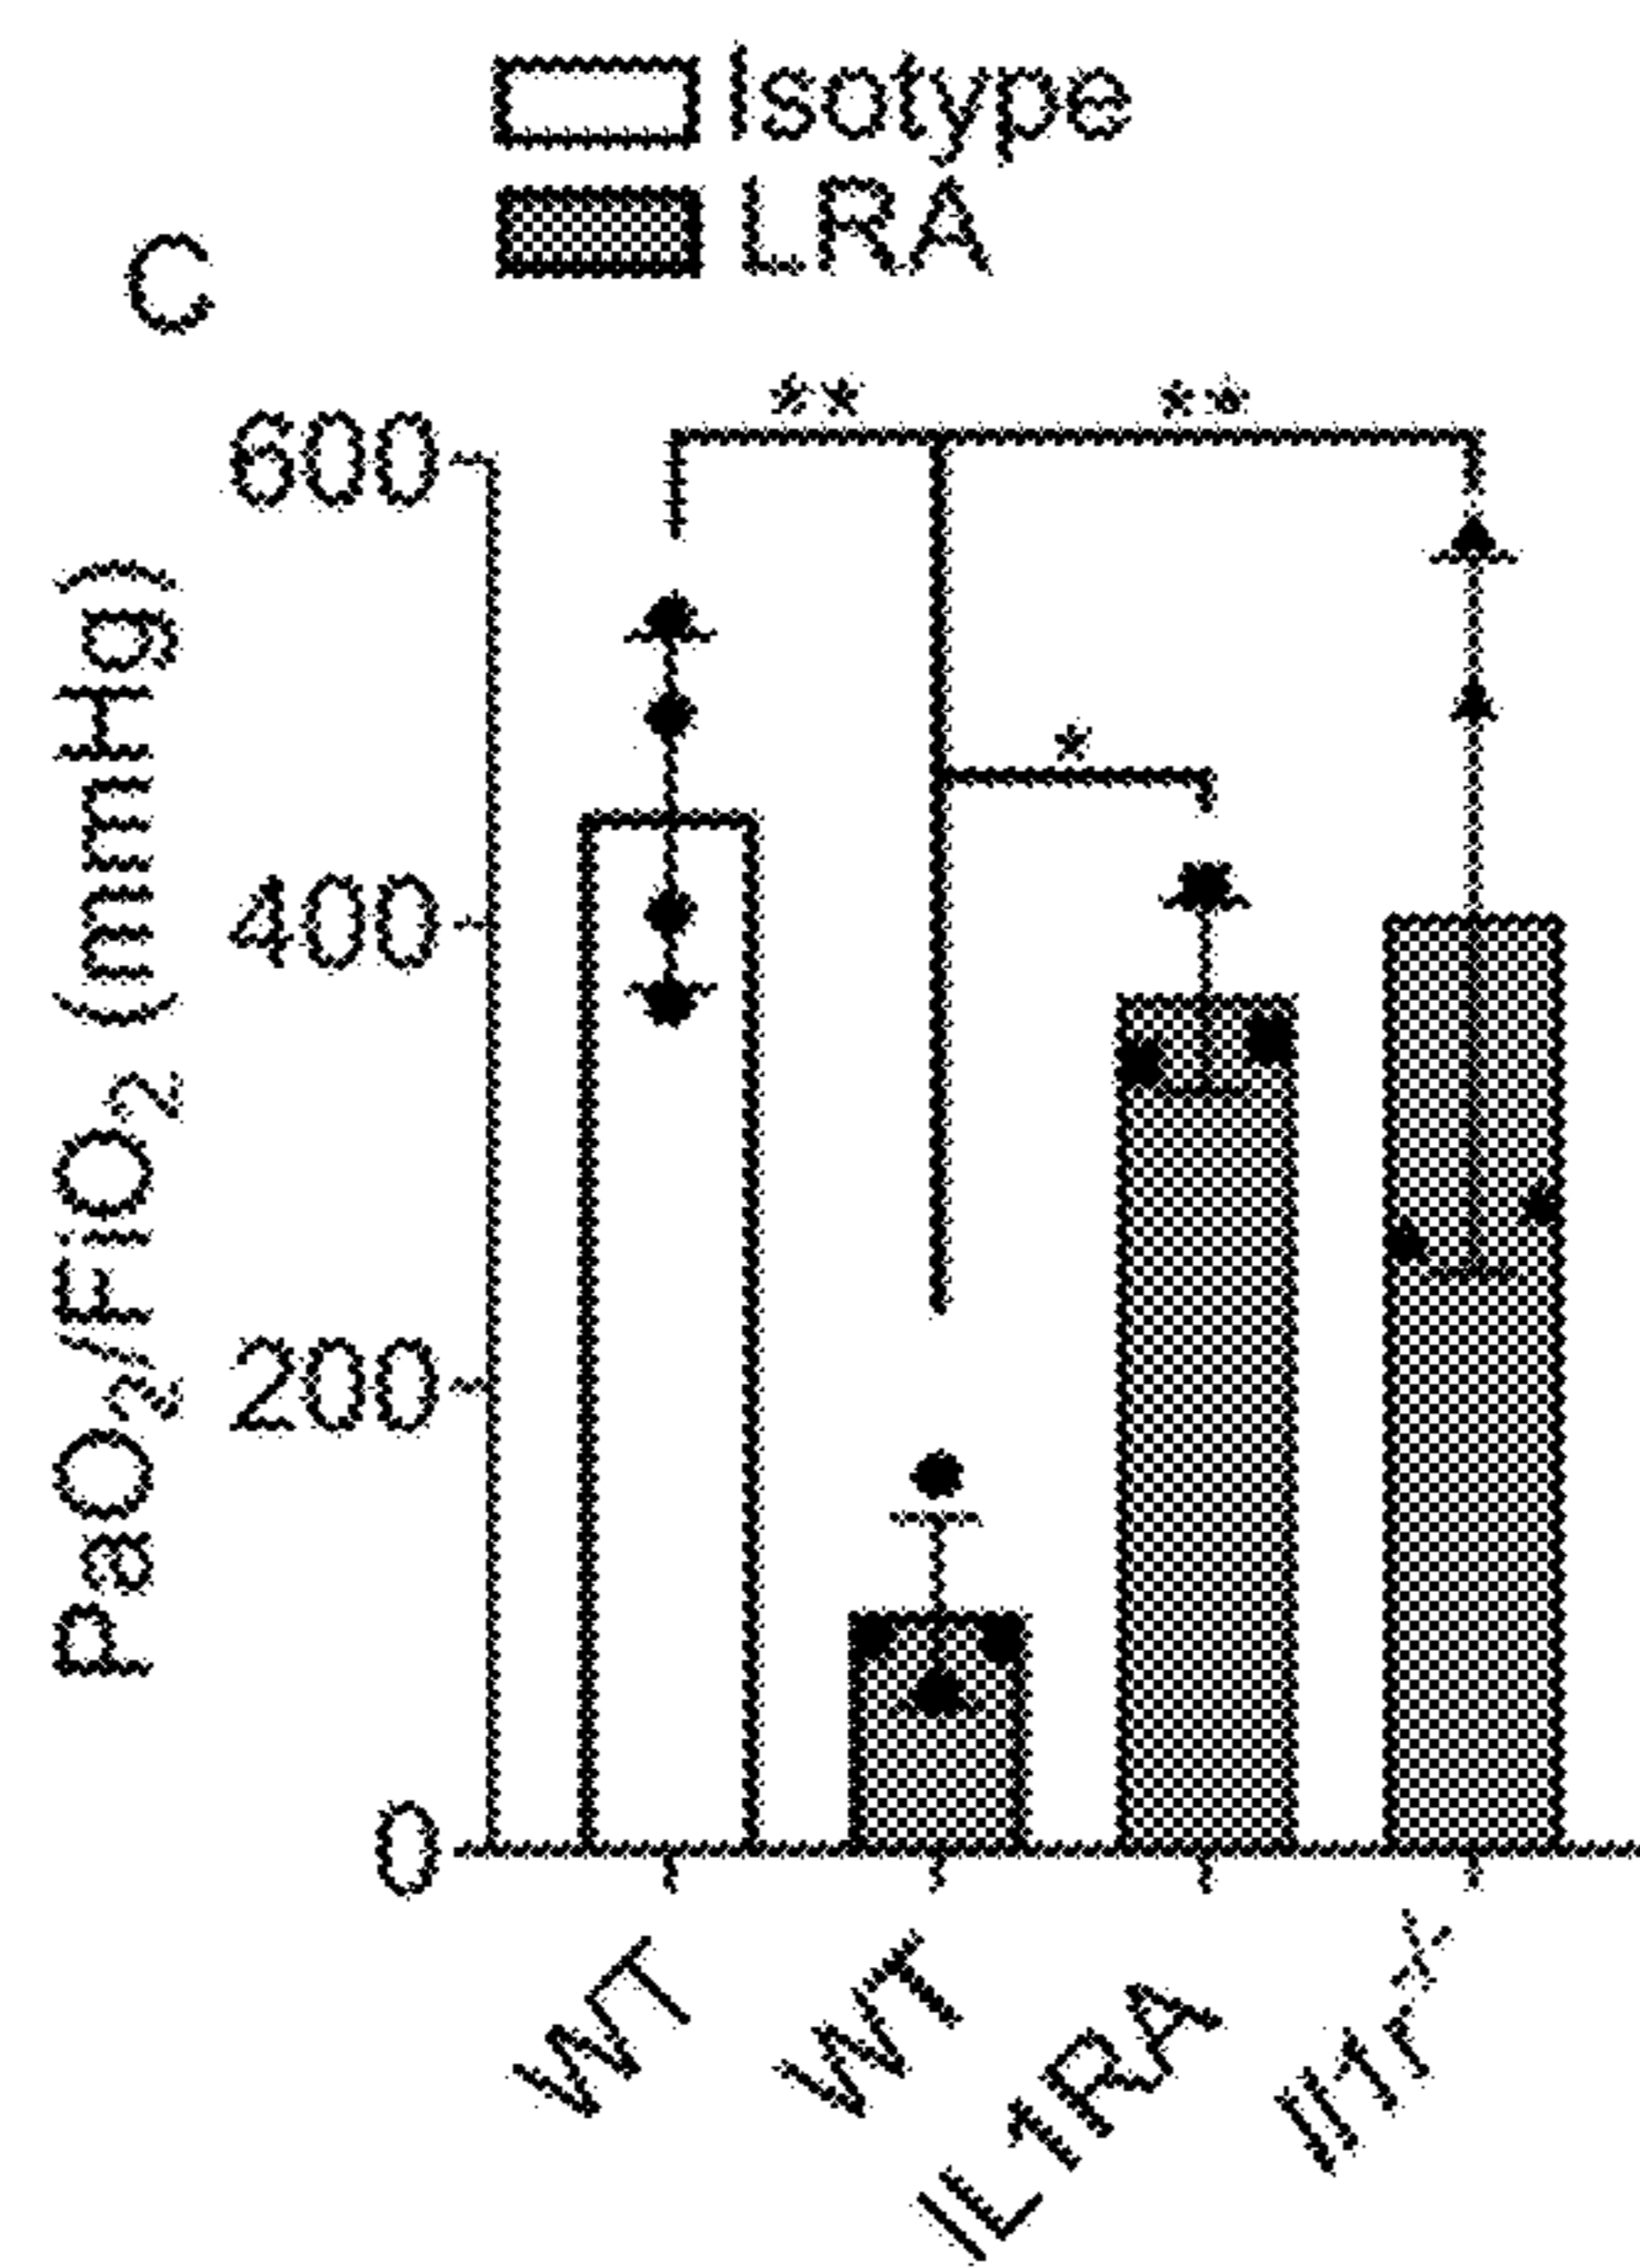 Isotype
LRA
C
** **
600
*
400
200
0
PaO₂/FiO₂ (mmHg)
WT
WT
IL1RA
Il1r⁻/⁻